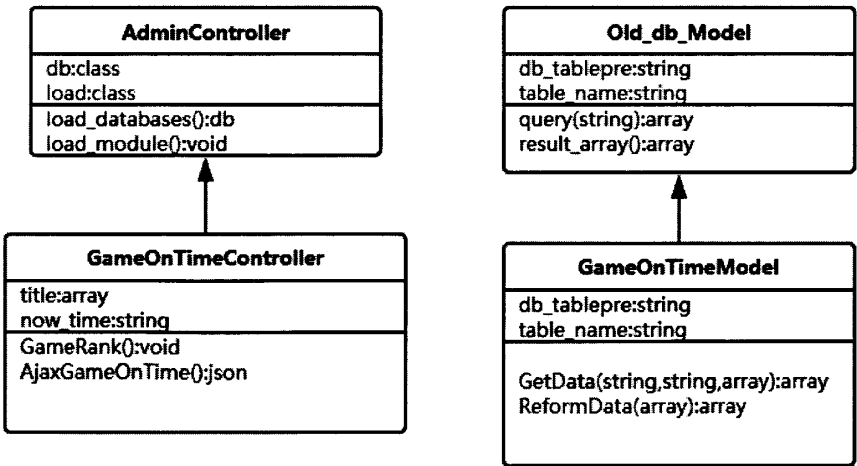 AdminController
db:class
load:class
load_databases():db
load_module():void
Old_db_Model
db_tablepre:string
table_name:string
query(string):array
result_array():array
GameOnTimeController
title:array
now_time:string
GameRank():void
AjaxGameOnTime():json
GameOnTimeModel
db_tablepre:string
table_name:string
GetData(string,string,array):array
ReformData(array):array